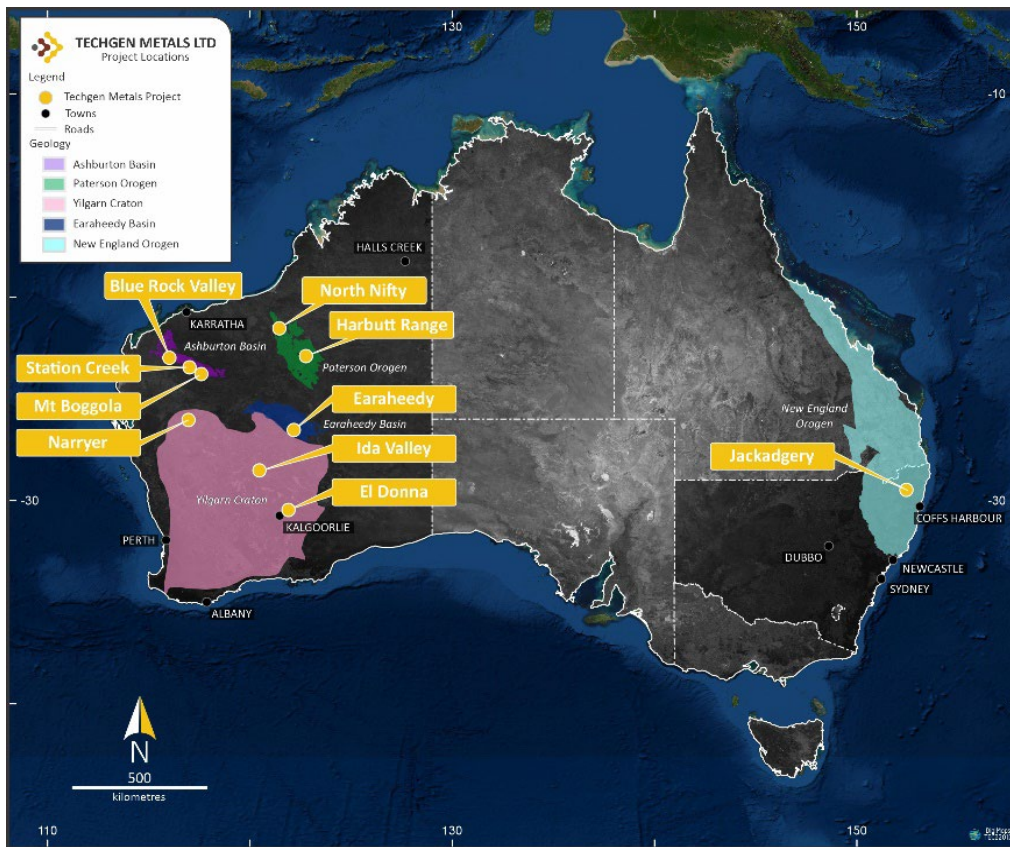 130
150
TECHGEN METALS LTD
Project Locations
Legend
Techgen Metals Project
Towns
Roads
Geology
Ashburton Basin
Paterson Orogen
Yilgarn Craton
Earaheedy Basin
New England Orogen
-10
HALLS CREEK
Blue Rock Valley
North Nifty
KARRATHA
Harbutt Range
Ashburton Basin
Station Creek
Paterson Orogen
Mt Boggola
Earaheedy
New England
Orogen
Narryer
Earaheedy Basin
Ida Valley
Jackadgery
Yilgarn Craton
El Donna
-30
-30
KALGOORLIE
COFFS HARBOUR
PERTH
DUBBO
NEWCASTLE
SYDNEY
ALBANY
N
500
kilometres
110
130
150